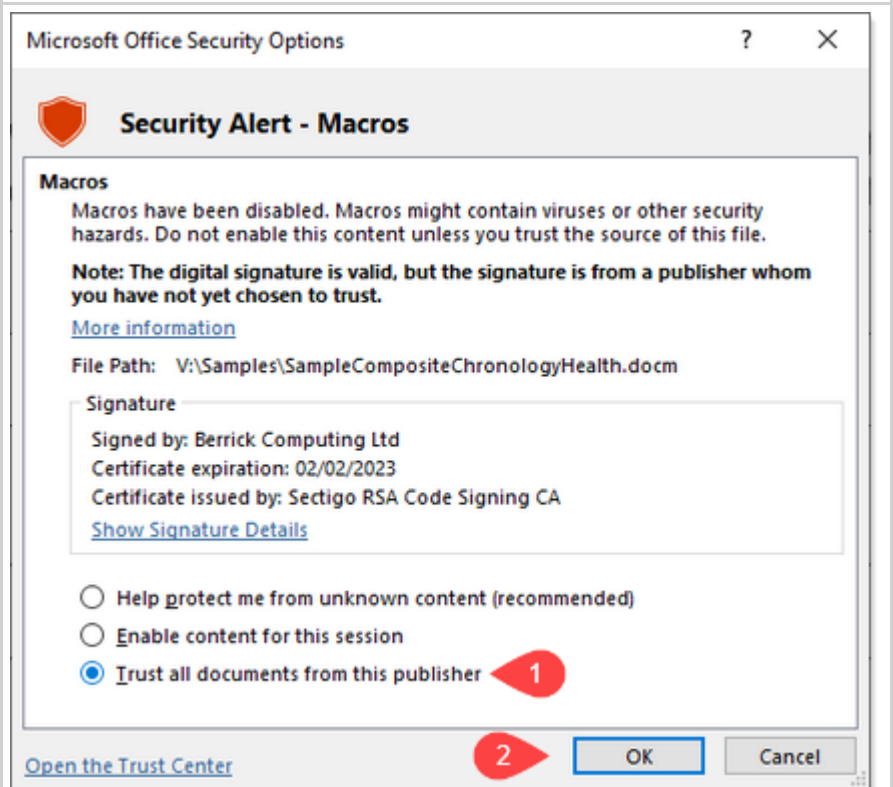 Microsoft Office Security Options
?
Security Alert - Macros
Macros
Macros have been disabled. Macros might contain viruses or other security
hazards. Do not enable this content unless you trust the source of this file.
Note: The digital signature is valid, but the signature is from a publisher whom
you have not yet chosen to trust.
More information
File Path: V:\Samples\SampleCompositeChronologyHealth.docm
Signature
Signed by: Berrick Computing Ltd
Certificate expiration: 02/02/2023
Certificate issued by: Sectigo RSA Code Signing CA
Show Signature Details
Help protect me from unknown content (recommended)
Enable content for this session
Trust all documents from this publisher 1
Open the Trust Center 2 OK Cancel